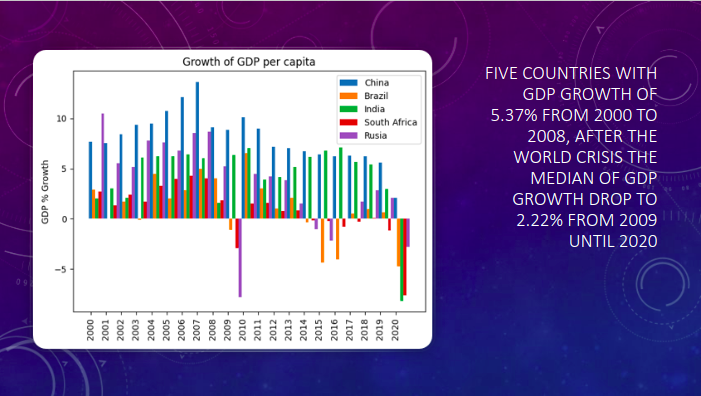 Growth of GDP per capita
China
Brazil
India
South Africa
Rusia
GDP % Growth
10
5
0
−5
2000
2001
2002
2003
2004
2005
2006
2007
2008
2009
2010
2011
2012
2013
2014
2015
2016
2017
2018
2019
2020
FIVE COUNTRIES WITH
GDP GROWTH OF
5.37% FROM 2000 TO
2008, AFTER THE
WORLD CRISIS THE
MEDIAN OF GDP
GROWTH DROP TO
2.22% FROM 2009
UNTIL 2020